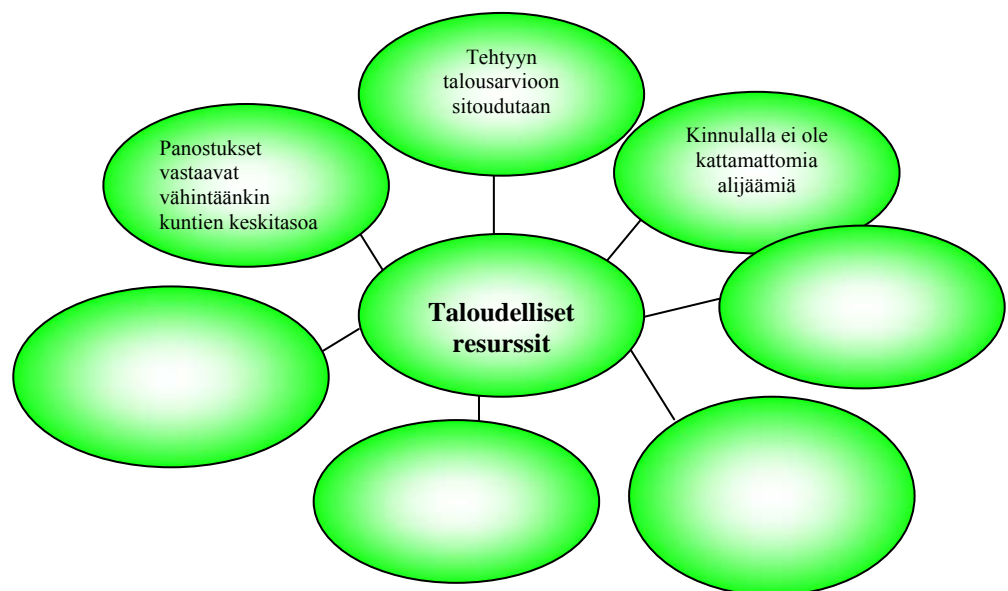 Tehtyyn
talousarvioon
sitoudutaan
Panostukset
vastaavat
vähintäänkin
kuntien keskitasoa
Kinnulalla ei ole
kattamattomia
alijäämiä
Taloudelliset
resurssit